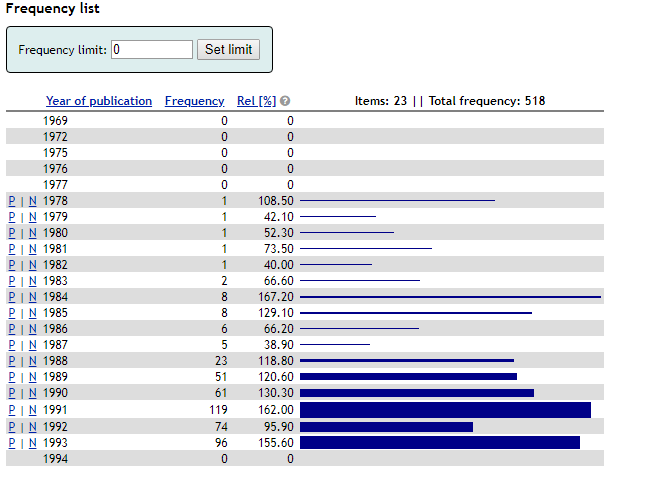 Frequency list
Frequency limit: 0 Set limit
Year of publication Frequency Rel [%] ? Items: 23 || Total frequency: 518
1969 0 0
1972 0 0
1975 0 0
1976 0 0
1977 0 0
P | N 1978 1 108.50
P | N 1979 1 42.10
P | N 1980 1 52.30
P | N 1981 1 73.50
P | N 1982 1 40.00
P | N 1983 2 66.60
P | N 1984 8 167.20
P | N 1985 8 129.10
P | N 1986 6 66.20
P | N 1987 5 38.90
P | N 1988 23 118.80
P | N 1989 51 120.60
P | N 1990 61 130.30
P | N 1991 119 162.00
P | N 1992 74 95.90
P | N 1993 96 155.60
1994 0 0